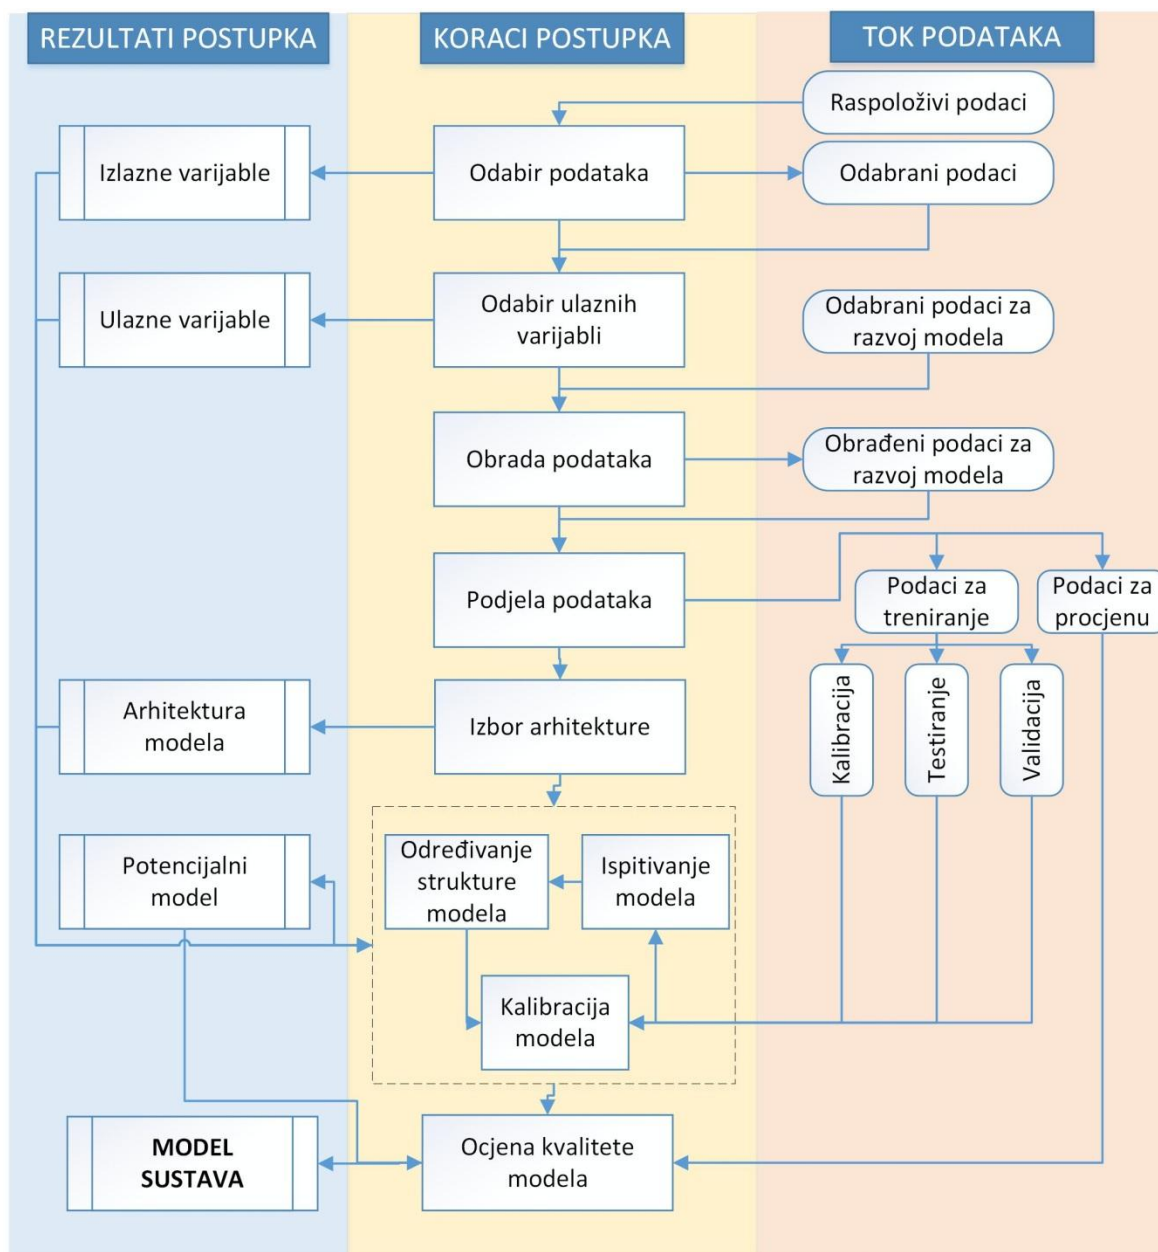 REZULTATI POSTUPKA
KORACI POSTUPKA
TOK PODATAKA
Raspoloživi podaci
Izlazne varijable
Odabir podataka
Odabrani podaci
Ulazne varijable
Odabir ulaznih
varijabli
Odabrani podaci za
razvoj modela
Obrada podataka
Obrađeni podaci za
razvoj modela
Podjela podataka
Podaci za
treniranje
Podaci za
procjenu
Kalibracija
Testiranje
Validacija
Arhitektura
modela
Izbor arhitekture
Potencijalni
model
Određivanje
strukture
modela
Ispitivanje
modela
Kalibracija
modela
MODEL
SUSTAVA
Ocjena kvalitete
modela